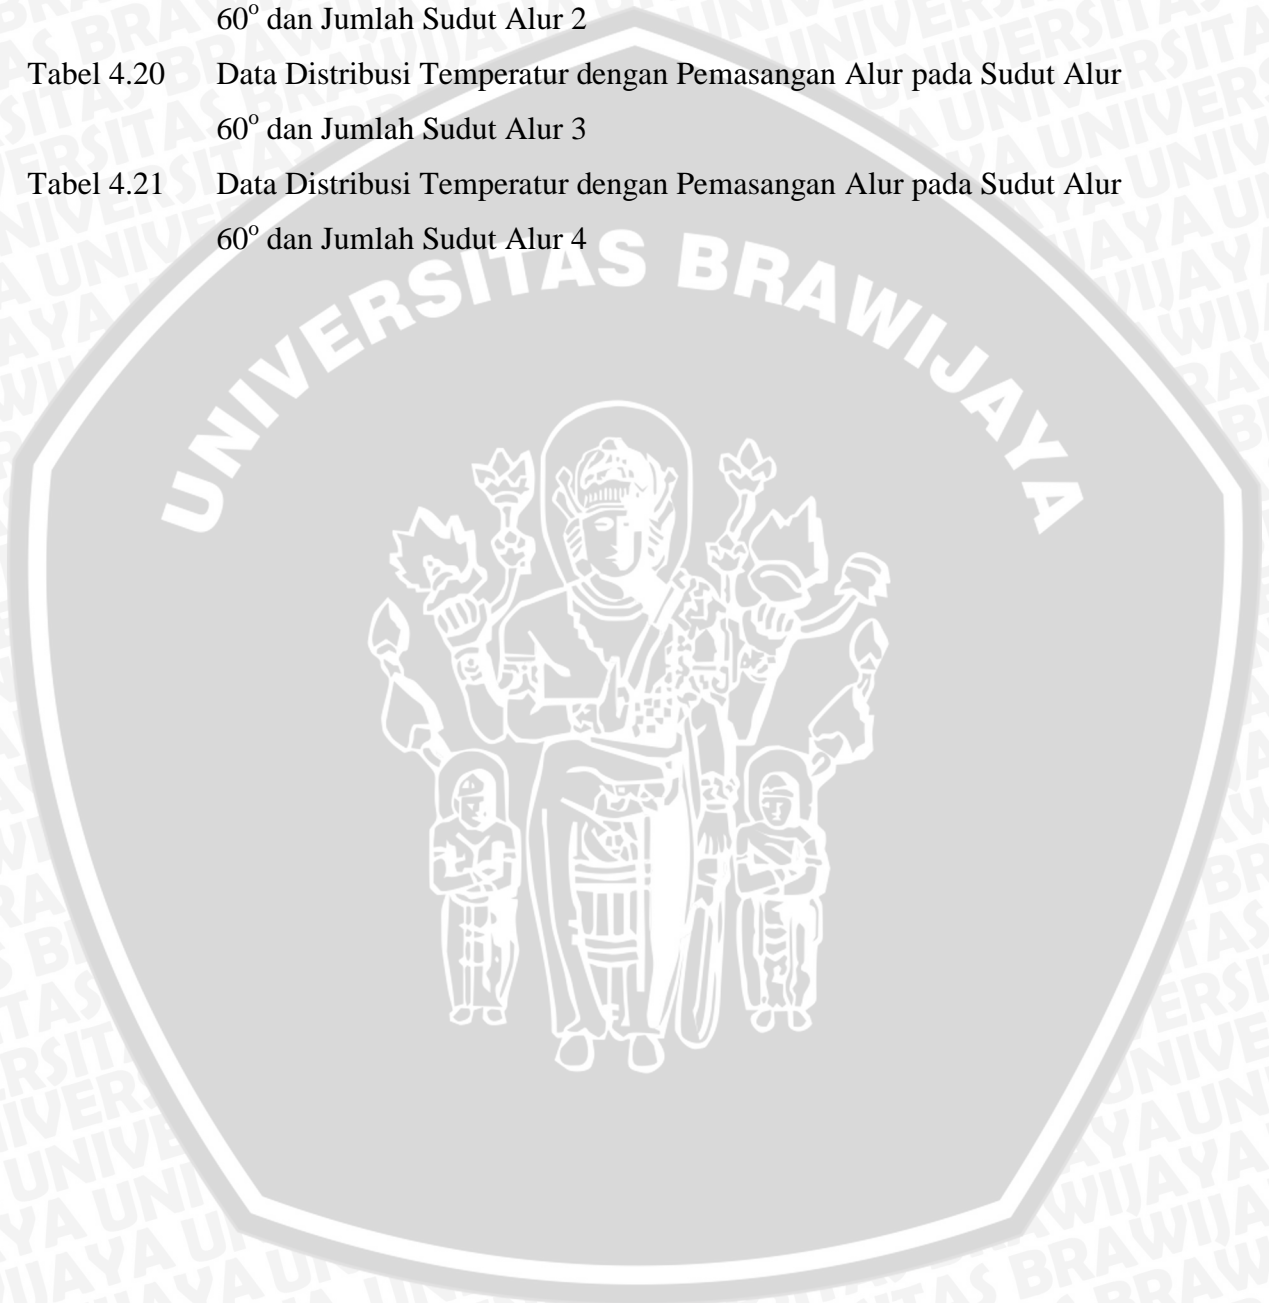 60° dan Jumlah Sudut Alur 2
Tabel 4.20 Data Distribusi Temperatur dengan Pemasangan Alur pada Sudut Alur
60° dan Jumlah Sudut Alur 3
Tabel 4.21 Data Distribusi Temperatur dengan Pemasangan Alur pada Sudut Alur
60° dan Jumlah Sudut Alur 4
UNIVERSITAS BRAWIJAYA